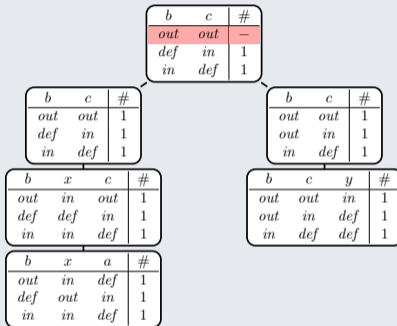 b c #
out out –
def in 1
in def 1
b c #
out out 1
def in 1
in def 1
b c #
out out 1
out in 1
in def 1
b x c #
out in out 1
def def in 1
in in def 1
b c y #
out out in 1
out in def 1
in def def 1
b x a #
out in def 1
def out in 1
in in def 1